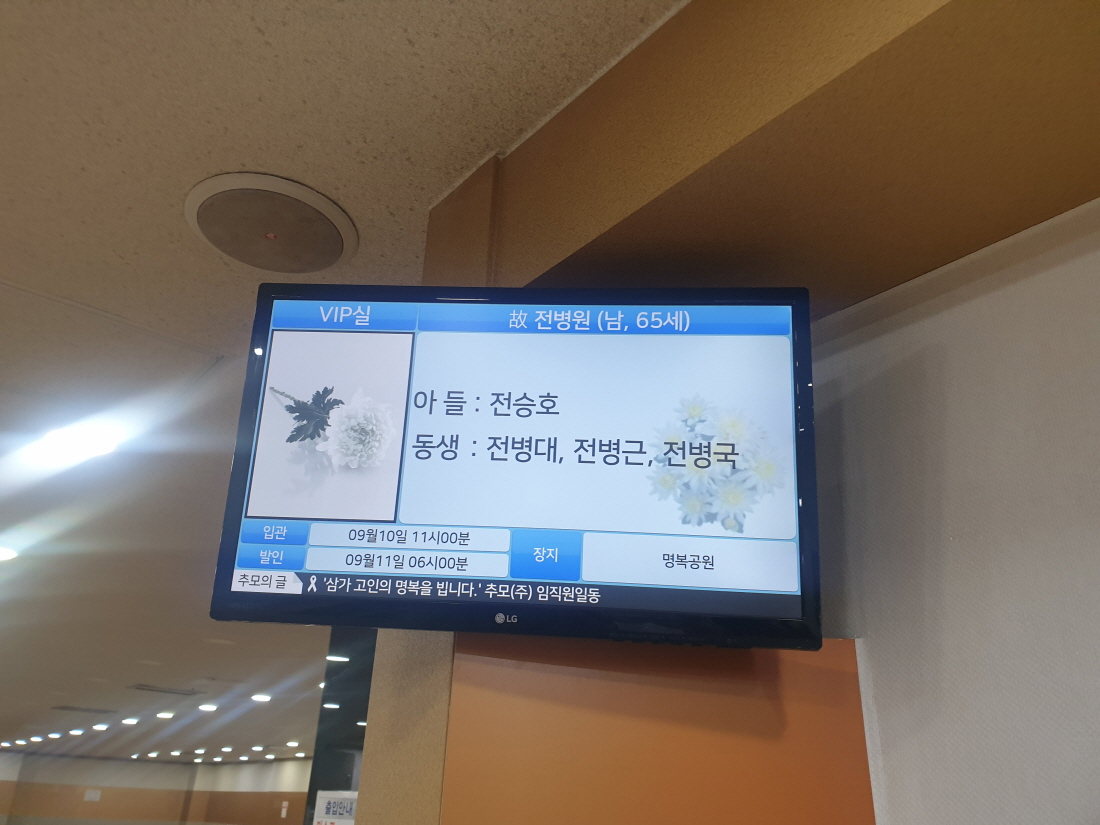 VIP실
故 전병원 (남, 65세)
아 들 : 전승호
동생 : 전병대, 전병근, 전병국
입관 09월10일 11시00분
발인 09월11일 06시00분
장지 명복공원
추모의 글 '삼가 고인의 명복을 빕니다.' 추모(주) 임직원일동
LG
출입안내